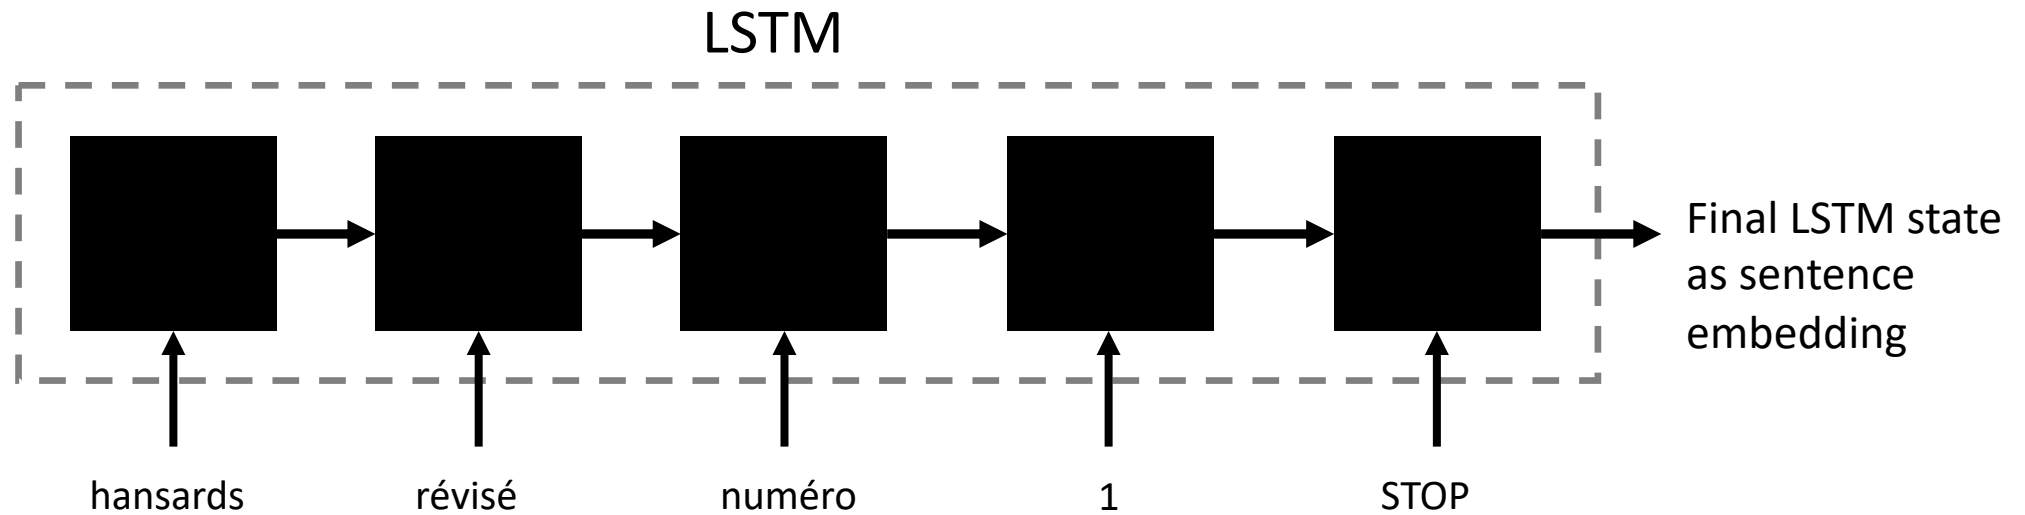 LSTM
Final LSTM state
as sentence
embedding
hansards révisé numéro 1 STOP